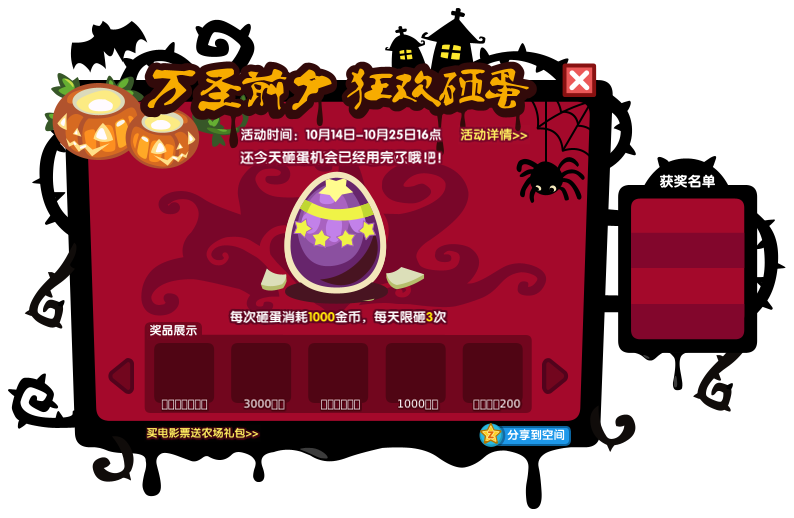 万圣前夕 狂欢砸蛋
活动时间：10月14日-10月25日16点 活动详情>>
还今天砸蛋机会已经用完了哦吧！
获奖名单
每次砸蛋消耗1000金币，每天限砸3次
奖品展示
3000
1000
200
买电影票送农场礼包>>
分享到空间